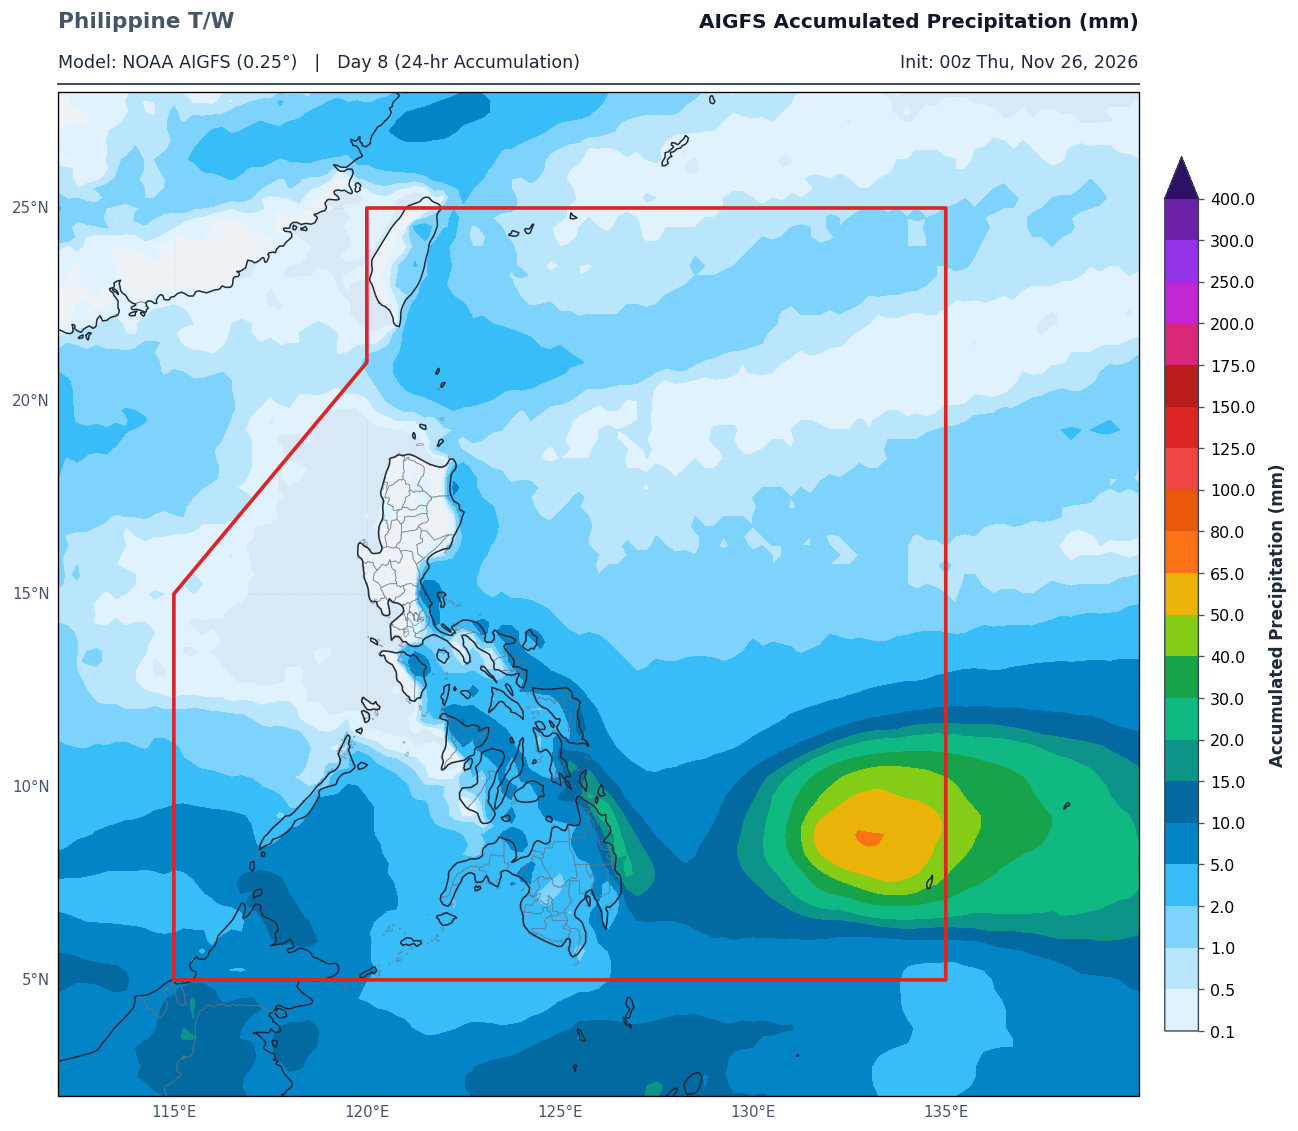 Philippine T/W
AIGFS Accumulated Precipitation (mm)
Model: NOAA AIGFS (0.25°)   |   Day 8 (24-hr Accumulation)
Init: 00z Thu, Nov 26, 2026
25°N
20°N
15°N
10°N
5°N
115°E
120°E
125°E
130°E
135°E
400.0
300.0
250.0
200.0
175.0
150.0
125.0
100.0
80.0
65.0
50.0
40.0
30.0
20.0
15.0
10.0
5.0
2.0
1.0
0.5
0.1
Accumulated Precipitation (mm)